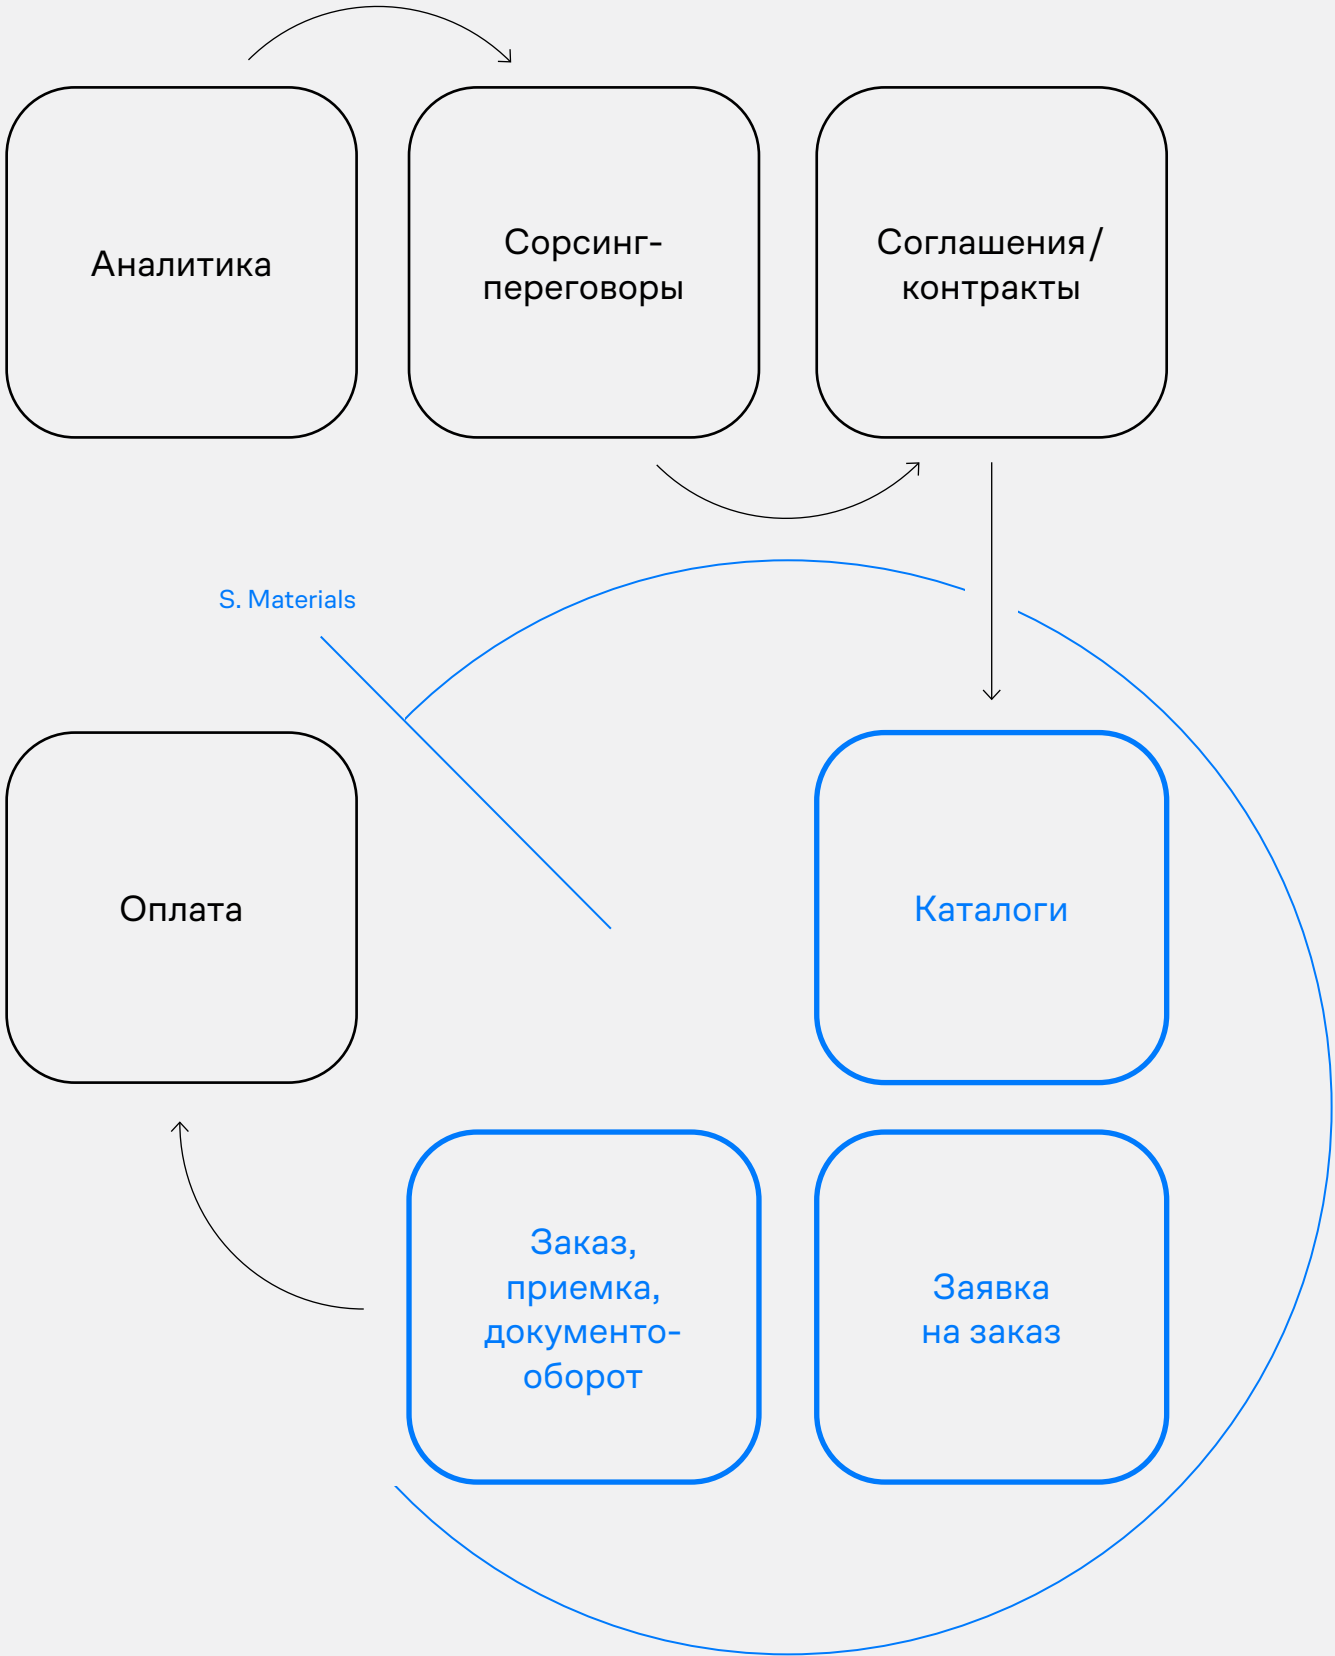 Аналитика
Сорсинг-
переговоры
Соглашения/
контракты
S. Materials
Оплата
Каталоги
Заказ,
приемка,
документо-
оборот
Заявка
на заказ